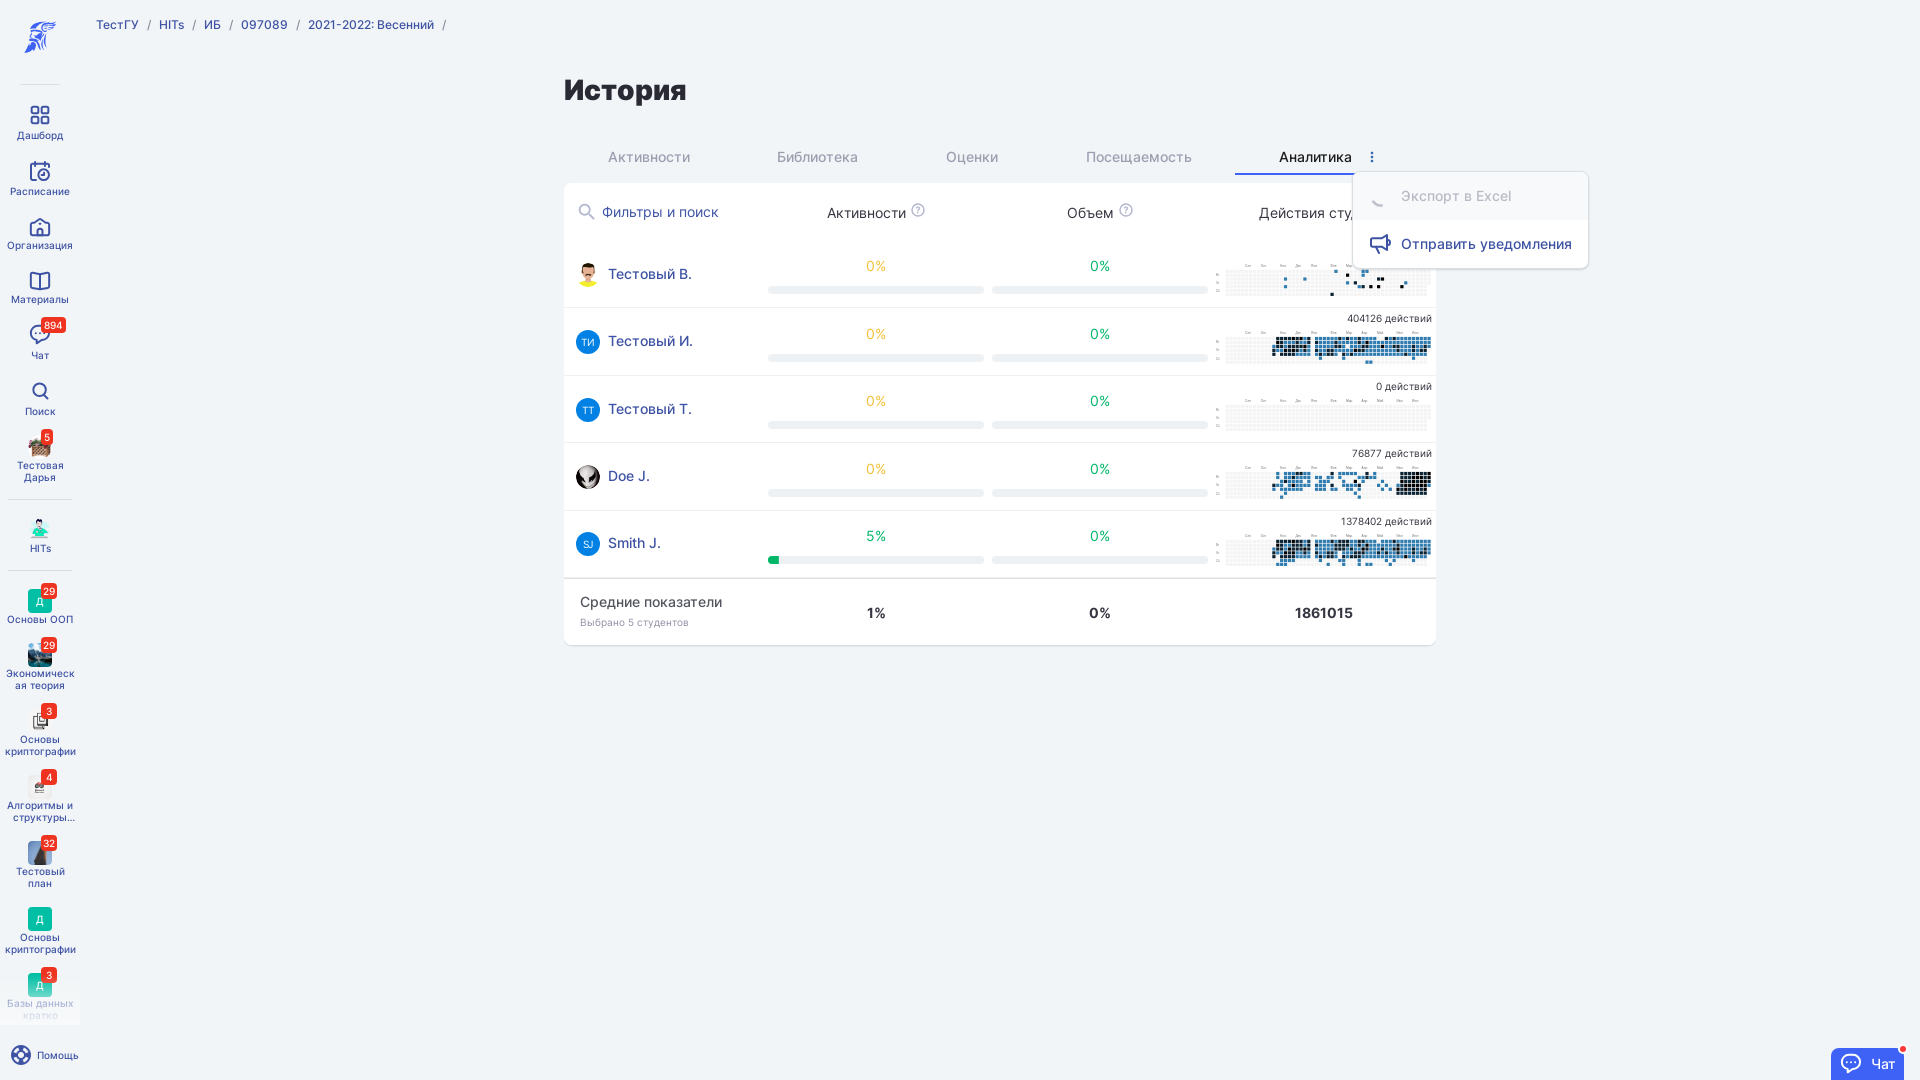 ТестГУ / HITs / ИБ / 097089 / 2021-2022: Весенний /
История
Активности
Библиотека
Оценки
Посещаемость
Аналитика
Экспорт в Excel
Отправить уведомления
Фильтры и поиск
Активности
Объем
Действия студ
Тестовый В.
0%
0%
404126 действий
Тестовый И.
0%
0%
0 действий
Тестовый Т.
0%
0%
76877 действий
Doe J.
0%
0%
1378402 действий
Smith J.
5%
0%
Средние показатели
Выбрано 5 студентов
1%
0%
1861015
Дашборд
Расписание
Организация
Материалы
894
Чат
Поиск
5
Тестовая
Дарья
HITs
29
Д
Основы ООП
29
Экономическ
ая теория
3
Основы
криптографии
4
Алгоритмы и
структуры...
32
Тестовый
план
Д
Основы
криптографии
3
Д
Базы данных
кратко
Помощь
Чат
ТИ
ТТ
SJ